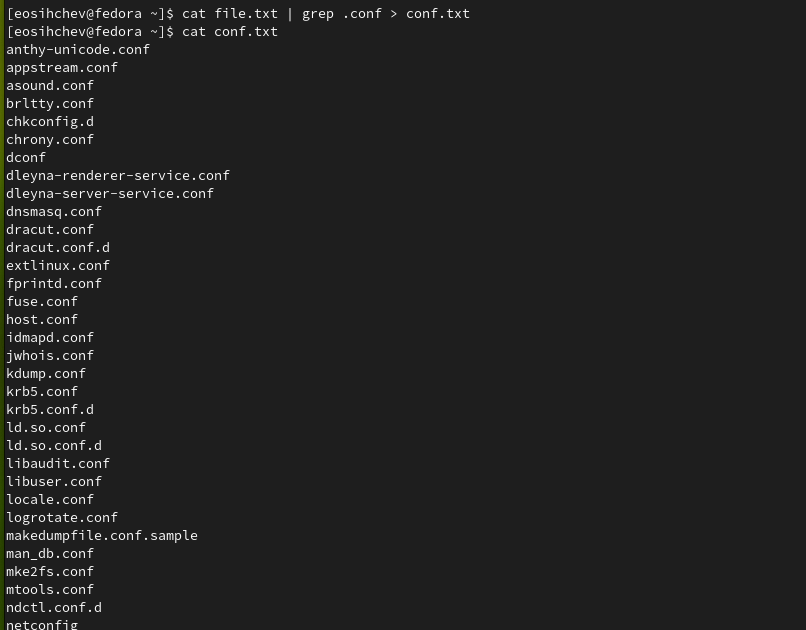 [eosihchev@fedora ~]$ cat file.txt | grep .conf > conf.txt
[eosihchev@fedora ~]$ cat conf.txt
anthy-unicode.conf
appstream.conf
asound.conf
brltty.conf
chkconfig.d
chrony.conf
dconf
dleyna-renderer-service.conf
dleyna-server-service.conf
dnsmasq.conf
dracut.conf
dracut.conf.d
extlinux.conf
fprintd.conf
fuse.conf
host.conf
idmapd.conf
jwhois.conf
kdump.conf
krb5.conf
krb5.conf.d
ld.so.conf
ld.so.conf.d
libaudit.conf
libuser.conf
locale.conf
logrotate.conf
makedumpfile.conf.sample
man_db.conf
mke2fs.conf
mtools.conf
ndctl.conf.d
netconfig